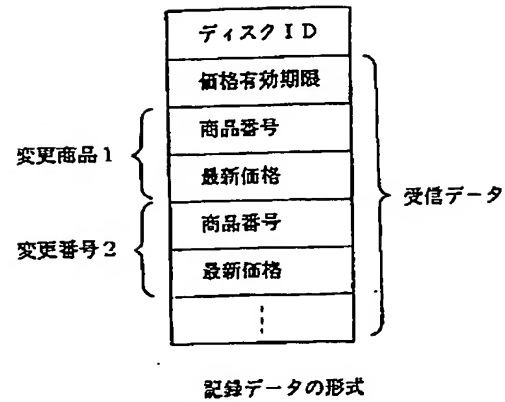 ディスクID
価格有効期限
商品番号
変更商品1
最新価格
受信データ
商品番号
変更番号2
最新価格
記録データの形式